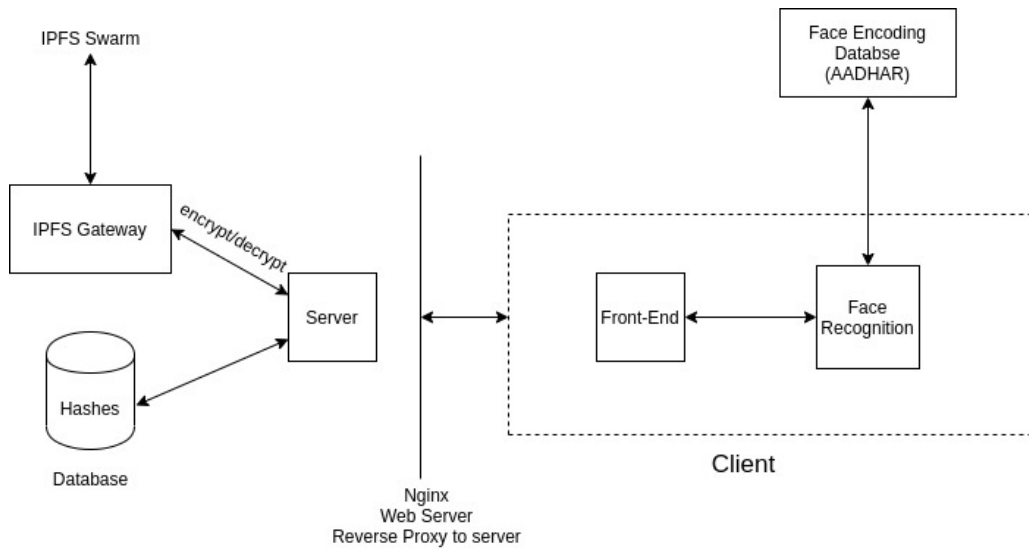 IPFS Swarm
Face Encoding
Databse
(AADHAR)
IPFS Gateway
encrypt/decrypt
Server
Front-End
Face
Recognition
Hashes
Database
Client
Nginx
Web Server
Reverse Proxy to server